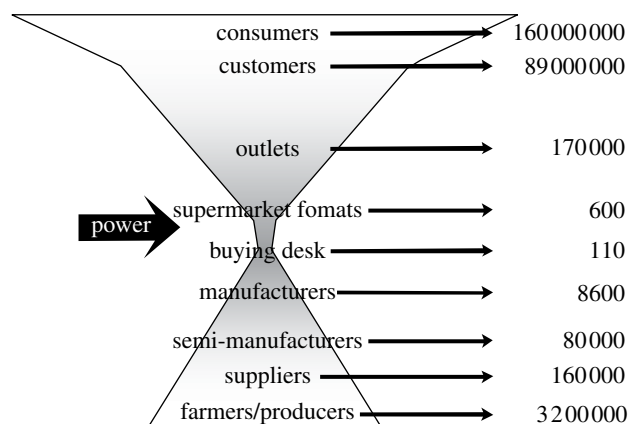 consumers 160000000
customers 89000000
outlets 170000
supermarket fomats 600
power
buying desk 110
manufacturers 8600
semi-manufacturers 80000
suppliers 160000
farmers/producers 3200000